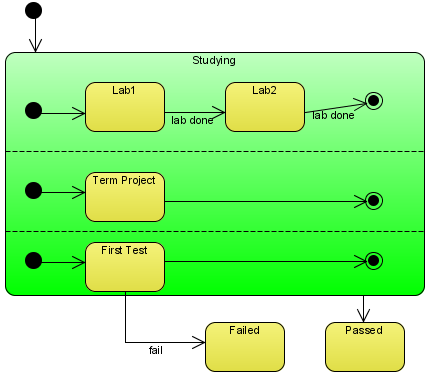 Studying
Lab1
Lab2
lab done
lab done
Term Project
First Test
fail
Failed
Passed